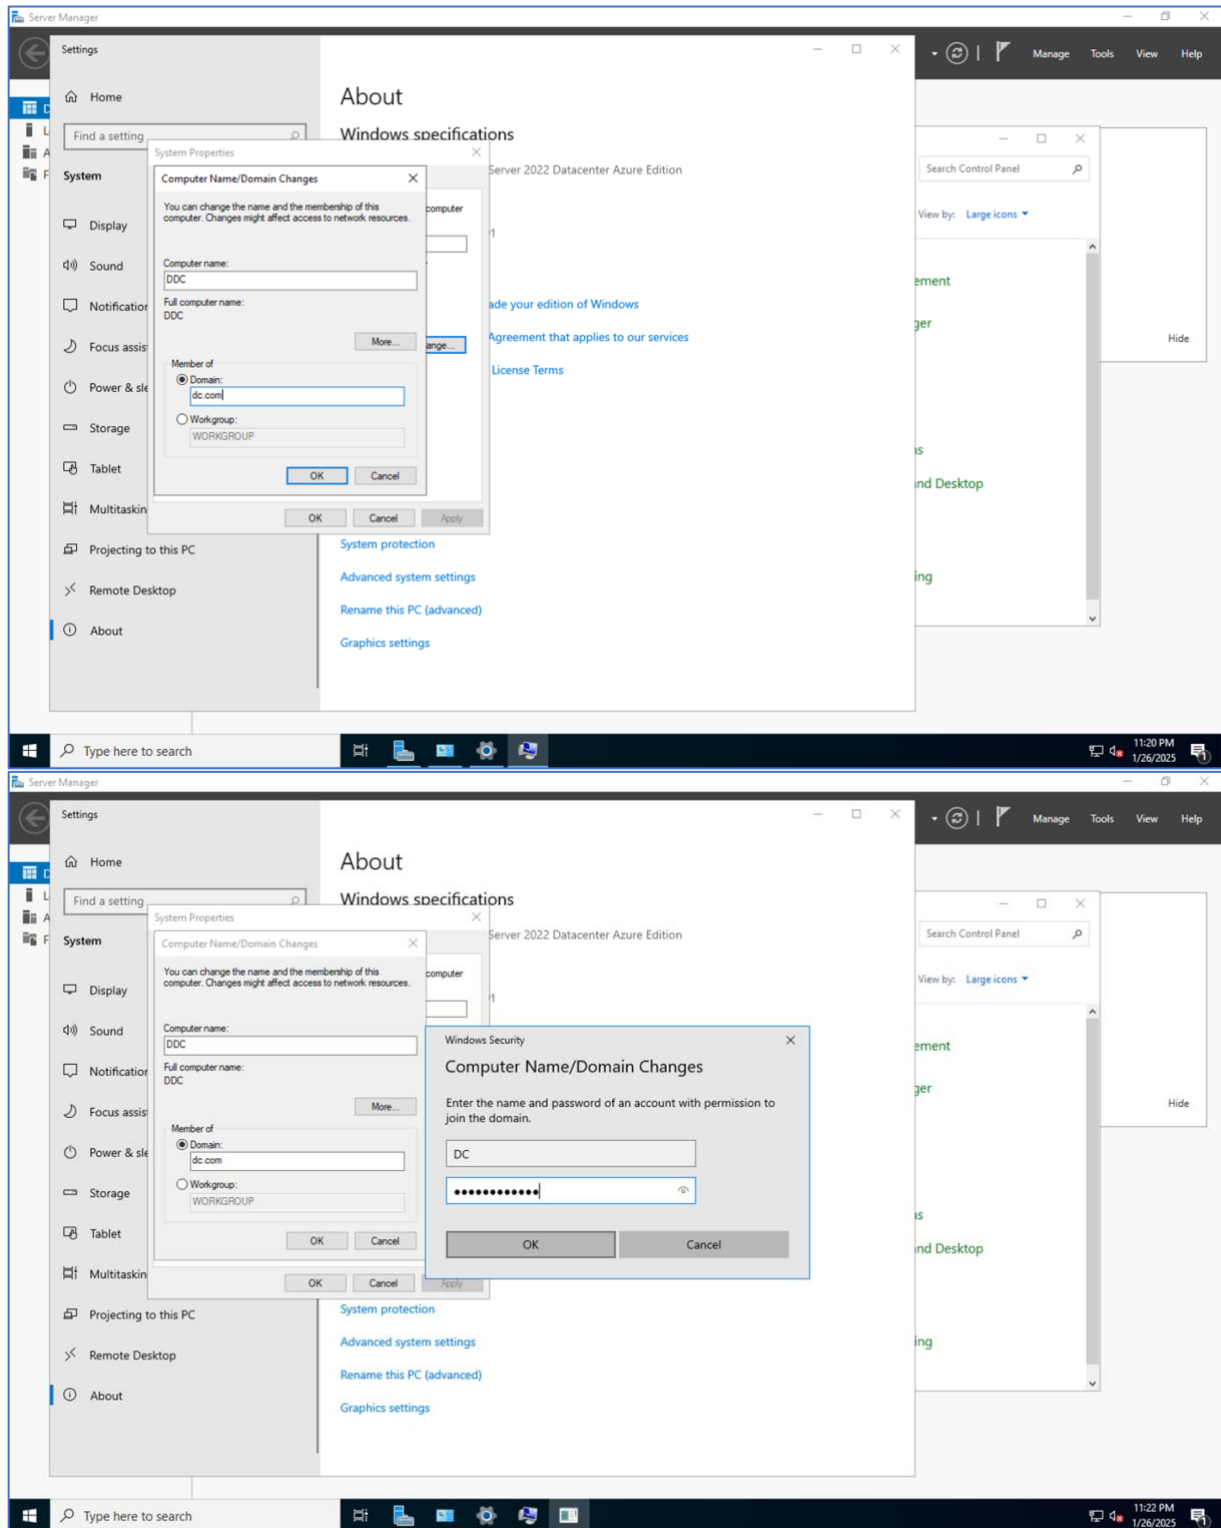 Server Manager
Settings
Manage Tools View Help
Home
About
Find a setting
Windows specifications
System Properties
Server 2022 Datacenter Azure Edition
Search Control Panel
System
Computer Name/Domain Changes
You can change the name and the membership of this
computer. Changes might affect access to network resources.
computer
View by: Large icons
Display
Sound
Computer name:
DDC
Full computer name:
DDC
Notification
ade your edition of Windows
Agreement that applies to our services
License Terms
More...
ange...
ement
ger
Hide
Focus assis
Member of
Domain:
dc.com
Power & sle
Workgroup:
WORKGROUP
Storage
Tablet
OK Cancel
nd Desktop
Multitaskin
OK Cancel Apply
Projecting to this PC
System protection
Remote Desktop
Advanced system settings
ing
Rename this PC (advanced)
About
Graphics settings
Type here to search
11:20 PM
1/26/2025
Server Manager
Settings
Manage Tools View Help
Home
About
Find a setting
Windows specifications
System Properties
Server 2022 Datacenter Azure Edition
Search Control Panel
System
Computer Name/Domain Changes
You can change the name and the membership of this
computer. Changes might affect access to network resources.
computer
View by: Large icons
Display
Sound
Computer name:
DDC
Full computer name:
DDC
Notification
Windows Security
Computer Name/Domain Changes
Enter the name and password of an account with permission to
join the domain.
DC
OK Cancel
ement
ger
Hide
More...
Focus assis
Member of
Domain:
dc.com
Power & sle
Workgroup:
WORKGROUP
Storage
Tablet
OK Cancel
nd Desktop
Multitaskin
OK Cancel Apply
Projecting to this PC
System protection
Remote Desktop
Advanced system settings
ing
Rename this PC (advanced)
About
Graphics settings
Type here to search
11:22 PM
1/26/2025